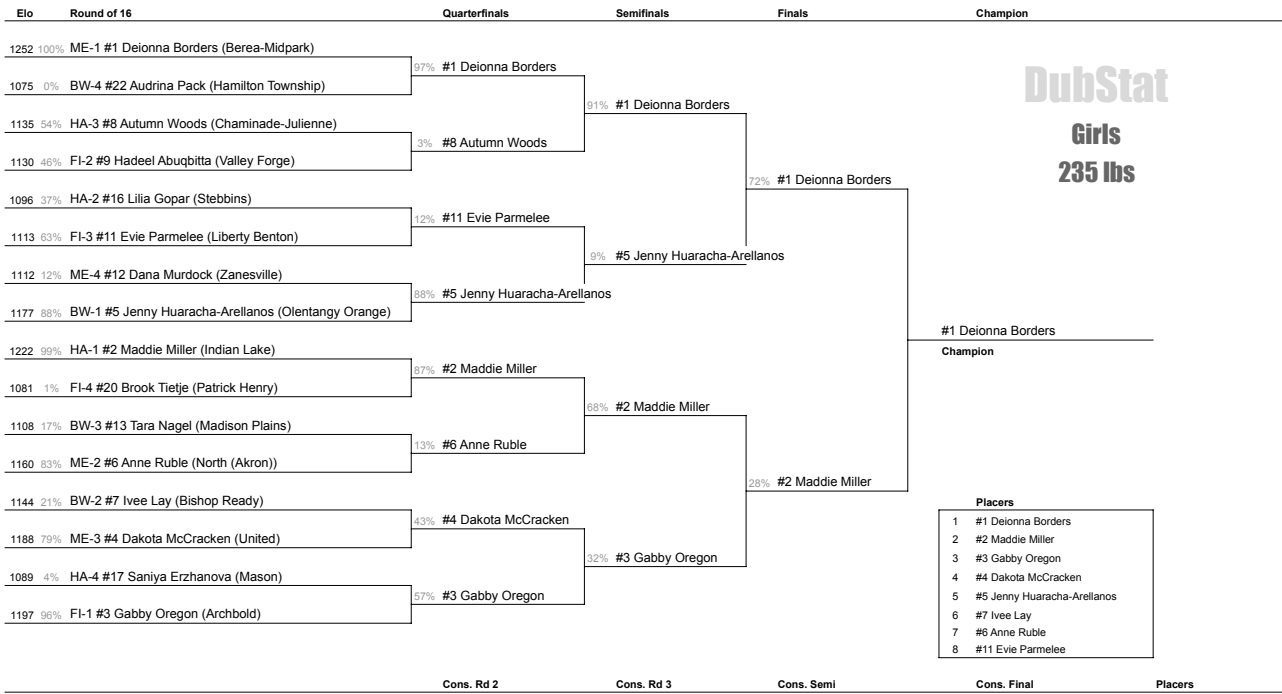 Elo Round of 16 Quarterfinals Semifinals Finals Champion
1252 100% ME-1 #1 Deionna Borders (Berea-Midpark)
97% #1 Deionna Borders
1075 0% BW-4 #22 Audrina Pack (Hamilton Township)
91% #1 Deionna Borders
1135 54% HA-3 #8 Autumn Woods (Chaminade-Julienne)
3% #8 Autumn Woods
1130 46% FI-2 #9 Hadeel Abuqbitta (Valley Forge)
72% #1 Deionna Borders
1096 37% HA-2 #16 Lilia Gopar (Stebbins)
12% #11 Evie Parmelee
1113 63% FI-3 #11 Evie Parmelee (Liberty Benton)
9% #5 Jenny Huaracha-Arellanos
1112 12% ME-4 #12 Dana Murdock (Zanesville)
88% #5 Jenny Huaracha-Arellanos
1177 88% BW-1 #5 Jenny Huaracha-Arellanos (Olentangy Orange)
#1 Deionna Borders
Champion
1222 99% HA-1 #2 Maddie Miller (Indian Lake)
87% #2 Maddie Miller
1081 1% FI-4 #20 Brook Tietje (Patrick Henry)
68% #2 Maddie Miller
1108 17% BW-3 #13 Tara Nagel (Madison Plains)
13% #6 Anne Ruble
1160 83% ME-2 #6 Anne Ruble (North (Akron))
28% #2 Maddie Miller
1144 21% BW-2 #7 Ivee Lay (Bishop Ready)
43% #4 Dakota McCracken
1188 79% ME-3 #4 Dakota McCracken (United)
32% #3 Gabby Oregon
1089 4% HA-4 #17 Saniya Erzhanova (Mason)
57% #3 Gabby Oregon
1197 96% FI-1 #3 Gabby Oregon (Archbold)
DubStat
Girls
235 lbs
Placers
1 #1 Deionna Borders
2 #2 Maddie Miller
3 #3 Gabby Oregon
4 #4 Dakota McCracken
5 #5 Jenny Huaracha-Arellanos
6 #7 Ivee Lay
7 #6 Anne Ruble
8 #11 Evie Parmelee
Cons. Rd 2 Cons. Rd 3 Cons. Semi Cons. Final Placers